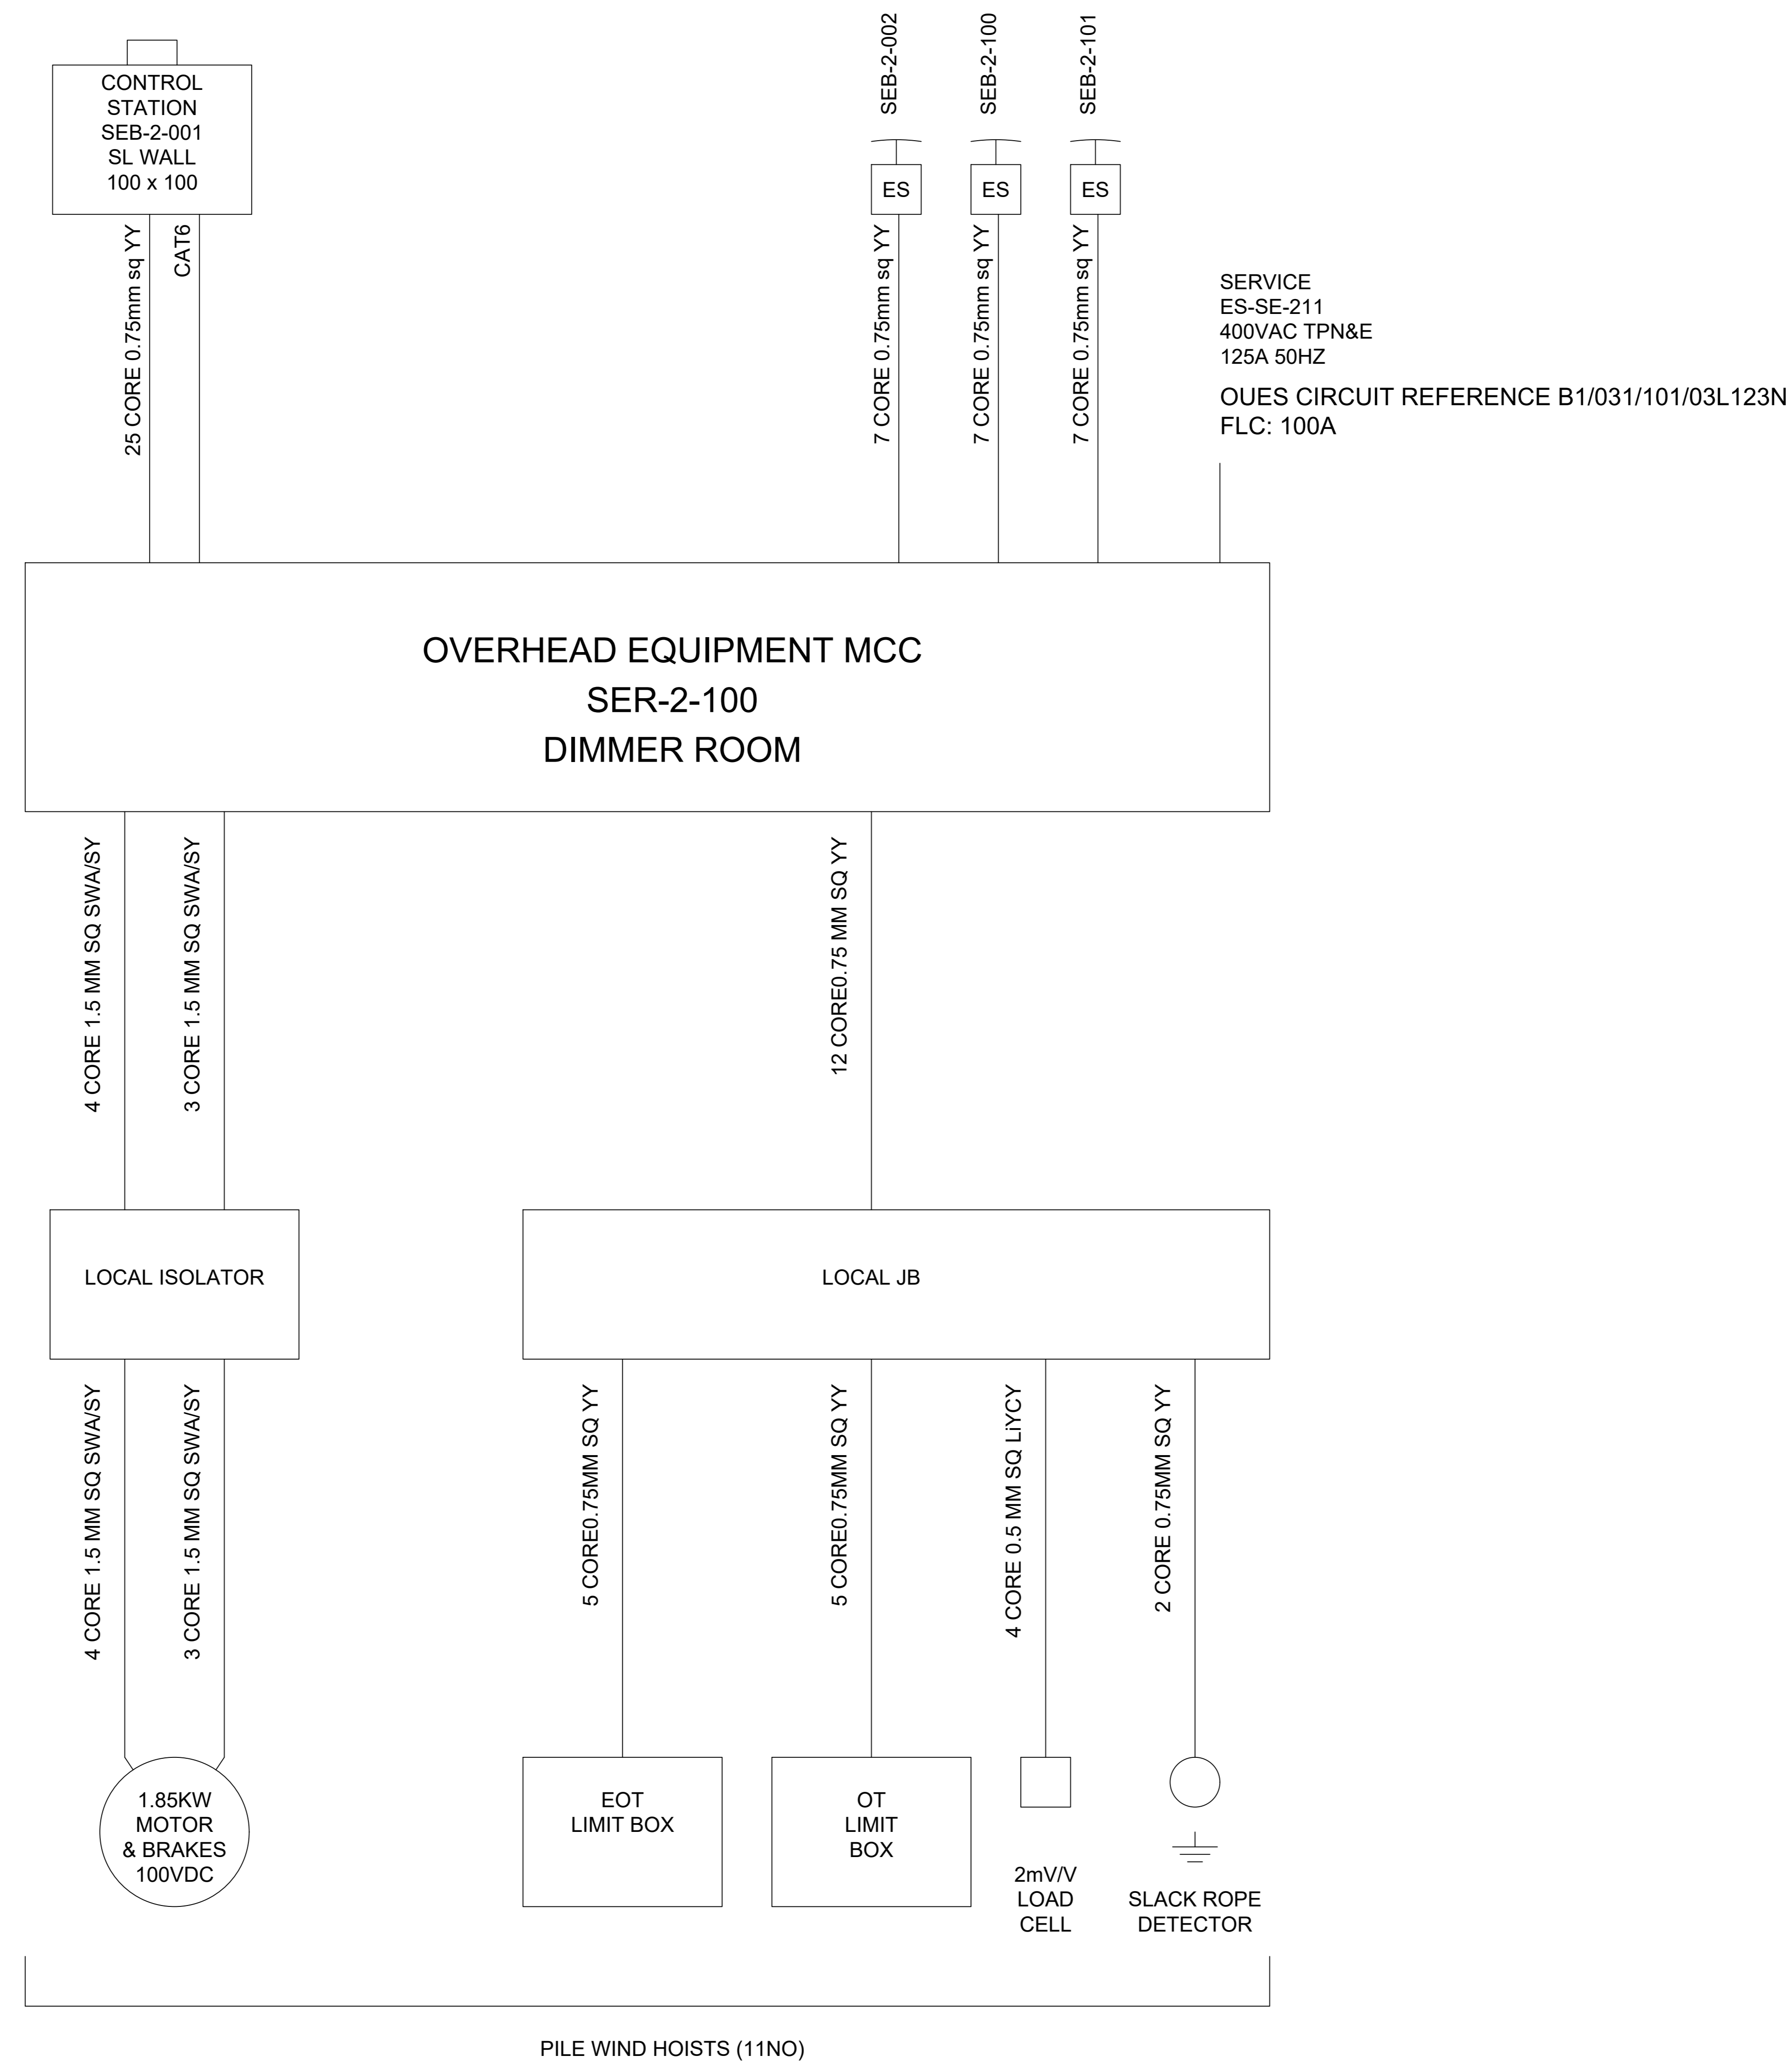 SEB-2-002
SEB-2-100
SEB-2-101
CONTROL
STATION
SEB-2-001
SL WALL
100 x 100
ES
ES
ES
25 CORE 0.75mm sq YY
CAT6
7 CORE 0.75mm sq YY
7 CORE 0.75mm sq YY
7 CORE 0.75mm sq YY
SERVICE
ES-SE-211
400VAC TPN&E
125A 50HZ
OUES CIRCUIT REFERENCE B1/031/101/03L123N
FLC: 100A
OVERHEAD EQUIPMENT MCC
SER-2-100
DIMMER ROOM
4 CORE 1.5 MM SQ SWA/SY
3 CORE 1.5 MM SQ SWA/SY
12 CORE0.75 MM SQ YY
LOCAL ISOLATOR
LOCAL JB
4 CORE 1.5 MM SQ SWA/SY
3 CORE 1.5 MM SQ SWA/SY
5 CORE0.75MM SQ YY
5 CORE0.75MM SQ YY
4 CORE 0.5 MM SQ LiYCY
2 CORE 0.75MM SQ YY
1.85KW
MOTOR
& BRAKES
100VDC
EOT
LIMIT BOX
OT
LIMIT
BOX
2mV/V
LOAD
CELL
SLACK ROPE
DETECTOR
PILE WIND HOISTS (11NO)